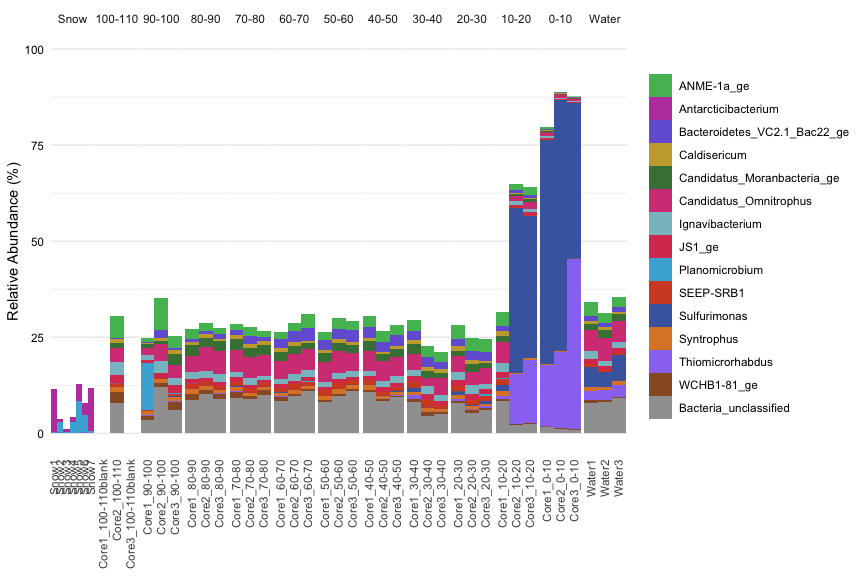 Snow 100-110 90-100 80-90 70-80 60-70 50-60 40-50 30-40 20-30 10-20 0-10 Water
100
75
50
25
0
Relative Abundance (%)
ANME-1a_ge
Antarcticibacterium
Bacteroidetes_VC2.1_Bac22_ge
Caldisericum
Candidatus_Moranbacteria_ge
Candidatus_Omnitrophus
Ignavibacterium
JS1_ge
Planomicrobium
SEEP-SRB1
Sulfurimonas
Syntrophus
Thiomicrorhabdus
WCHB1-81_ge
Bacteria_unclassified
Snow1
Snow7
Core1_100-110blank
Core2_100-110
Core3_100-110blank
Core1_90-100
Core2_90-100
Core3_90-100
Core1_80-90
Core2_80-90
Core3_80-90
Core1_70-80
Core2_70-80
Core3_70-80
Core1_60-70
Core2_60-70
Core3_60-70
Core1_50-60
Core2_50-60
Core3_50-60
Core1_40-50
Core2_40-50
Core3_40-50
Core1_30-40
Core2_30-40
Core3_30-40
Core1_20-30
Core2_20-30
Core3_20-30
Core1_10-20
Core2_10-20
Core3_10-20
Core1_0-10
Core2_0-10
Core3_0-10
Water1
Water2
Water3